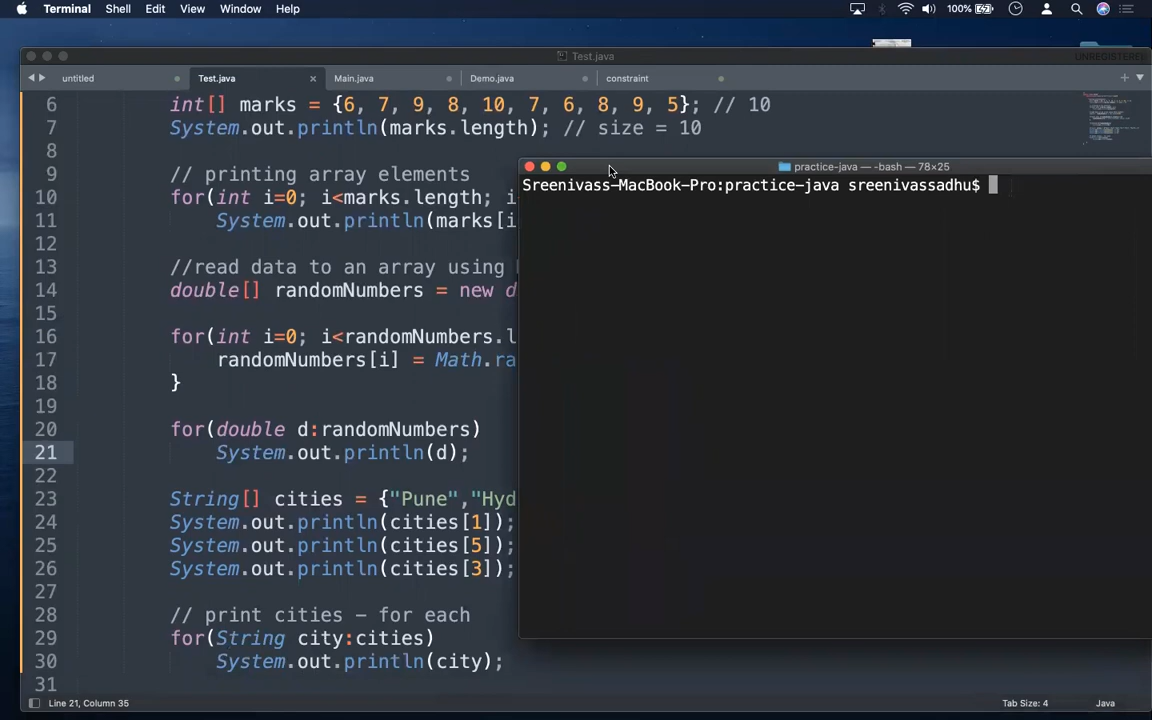 Terminal Shell Edit View Window Help 100%
Test.java
UNREGISTERED
untitled Test.java Main.java Demo.java constraint
6 int[] marks = {6, 7, 9, 8, 10, 7, 6, 8, 9, 5}; // 10
7 System.out.println(marks.length); // size = 10
8
practice-java — -bash — 78×25
Sreenivass-MacBook-Pro:practice-java sreenivassadhu$
9 // printing array elements
10 for(int i=0; i<marks.length; i
11 System.out.println(marks[i
12
13 //read data to an array using
14 double[] randomNumbers = new d
15
16 for(int i=0; i<randomNumbers.l
17 randomNumbers[i] = Math.ra
18 }
19
20 for(double d:randomNumbers)
21 System.out.println(d);
22
23 String[] cities = {"Pune","Hyd
24 System.out.println(cities[1]);
25 System.out.println(cities[5]);
26 System.out.println(cities[3]);
27
28 // print cities – for each
29 for(String city:cities)
30 System.out.println(city);
31
Line 21, Column 35 Tab Size: 4 Java